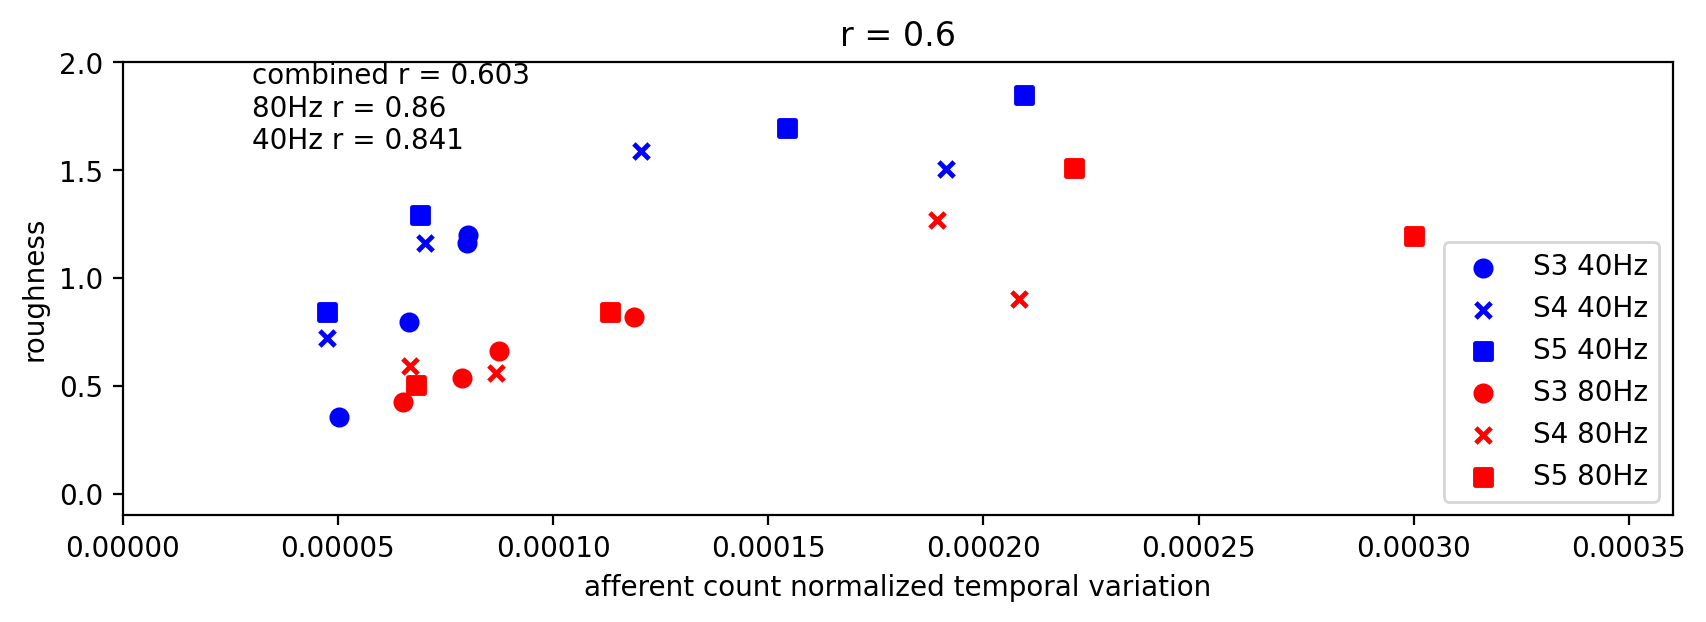 r = 0.6
combined r = 0.603
80Hz r = 0.86
40Hz r = 0.841
roughness
2.0
1.5
1.0
0.5
0.0
S3 40Hz
S4 40Hz
S5 40Hz
S3 80Hz
S4 80Hz
S5 80Hz
0.00000 0.00005 0.00010 0.00015 0.00020 0.00025 0.00030 0.00035
afferent count normalized temporal variation